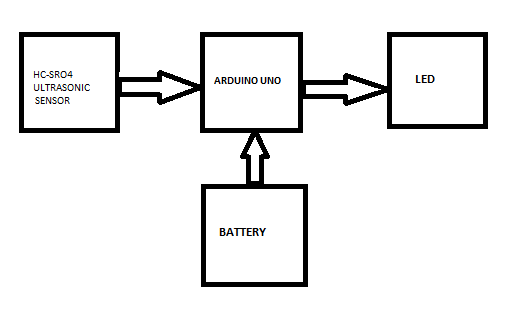 HC-SRO4
ULTRASONIC
SENSOR
ARDUINO UNO
LED
BATTERY